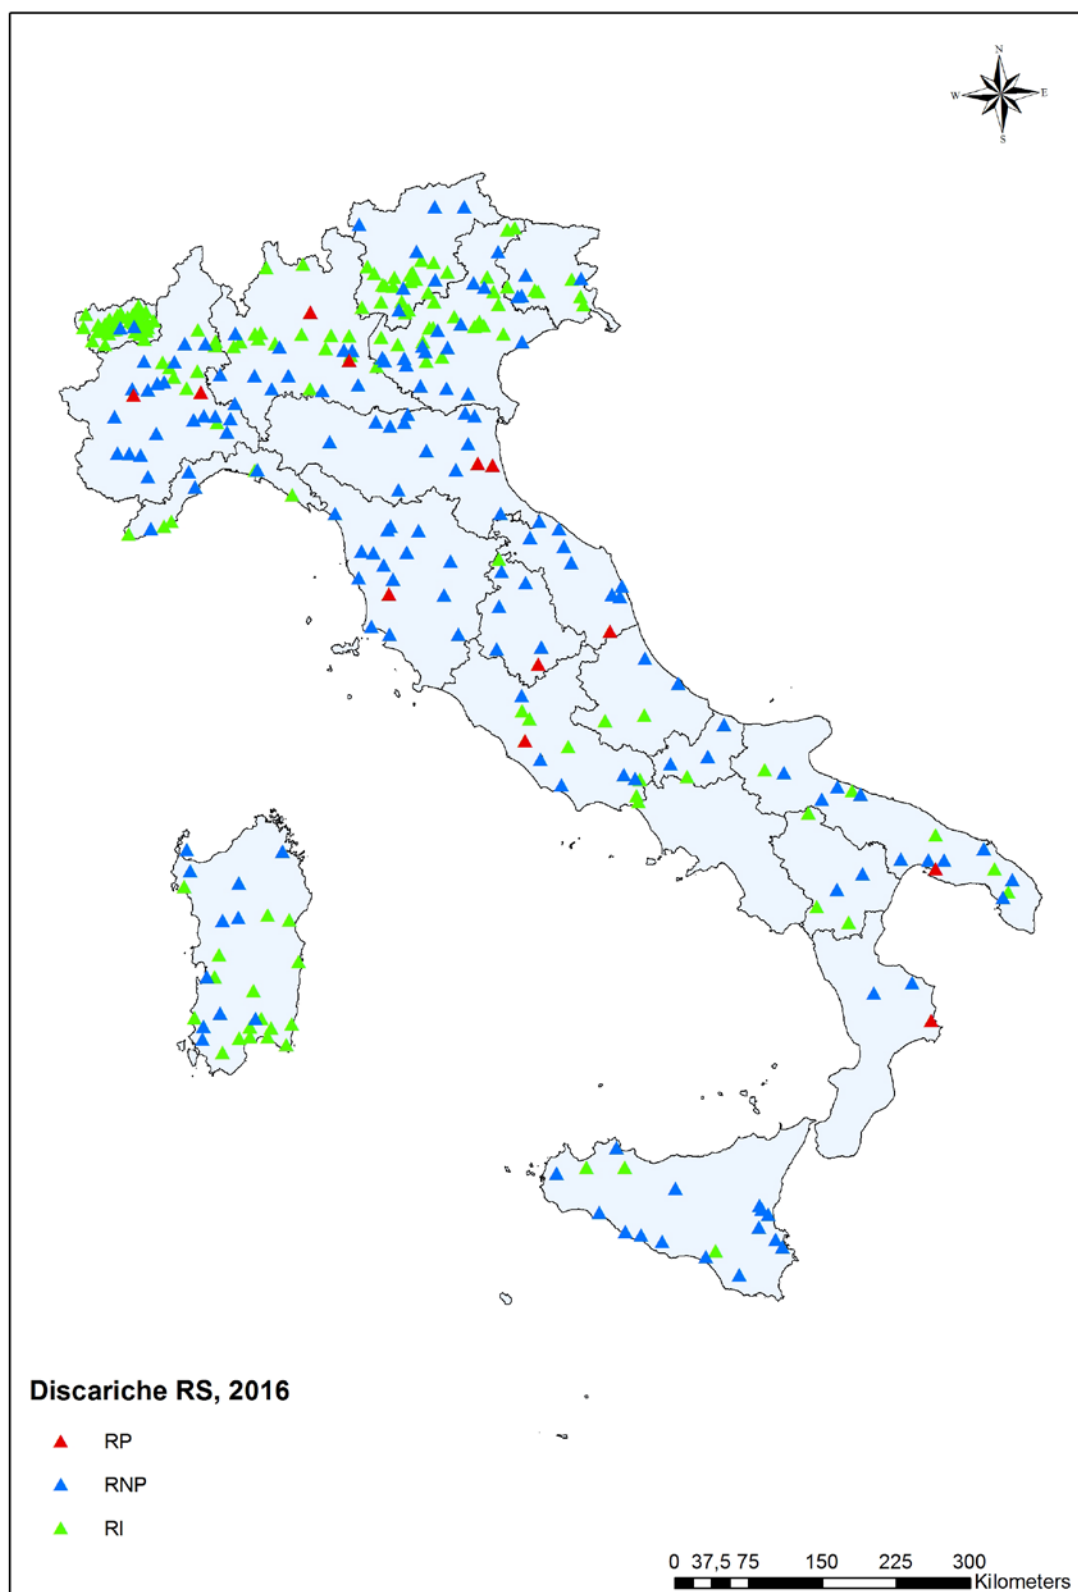 N
W E
S
Discariche RS, 2016
RP
RNP
RI
0 37,5 75 150 225 300
Kilometers